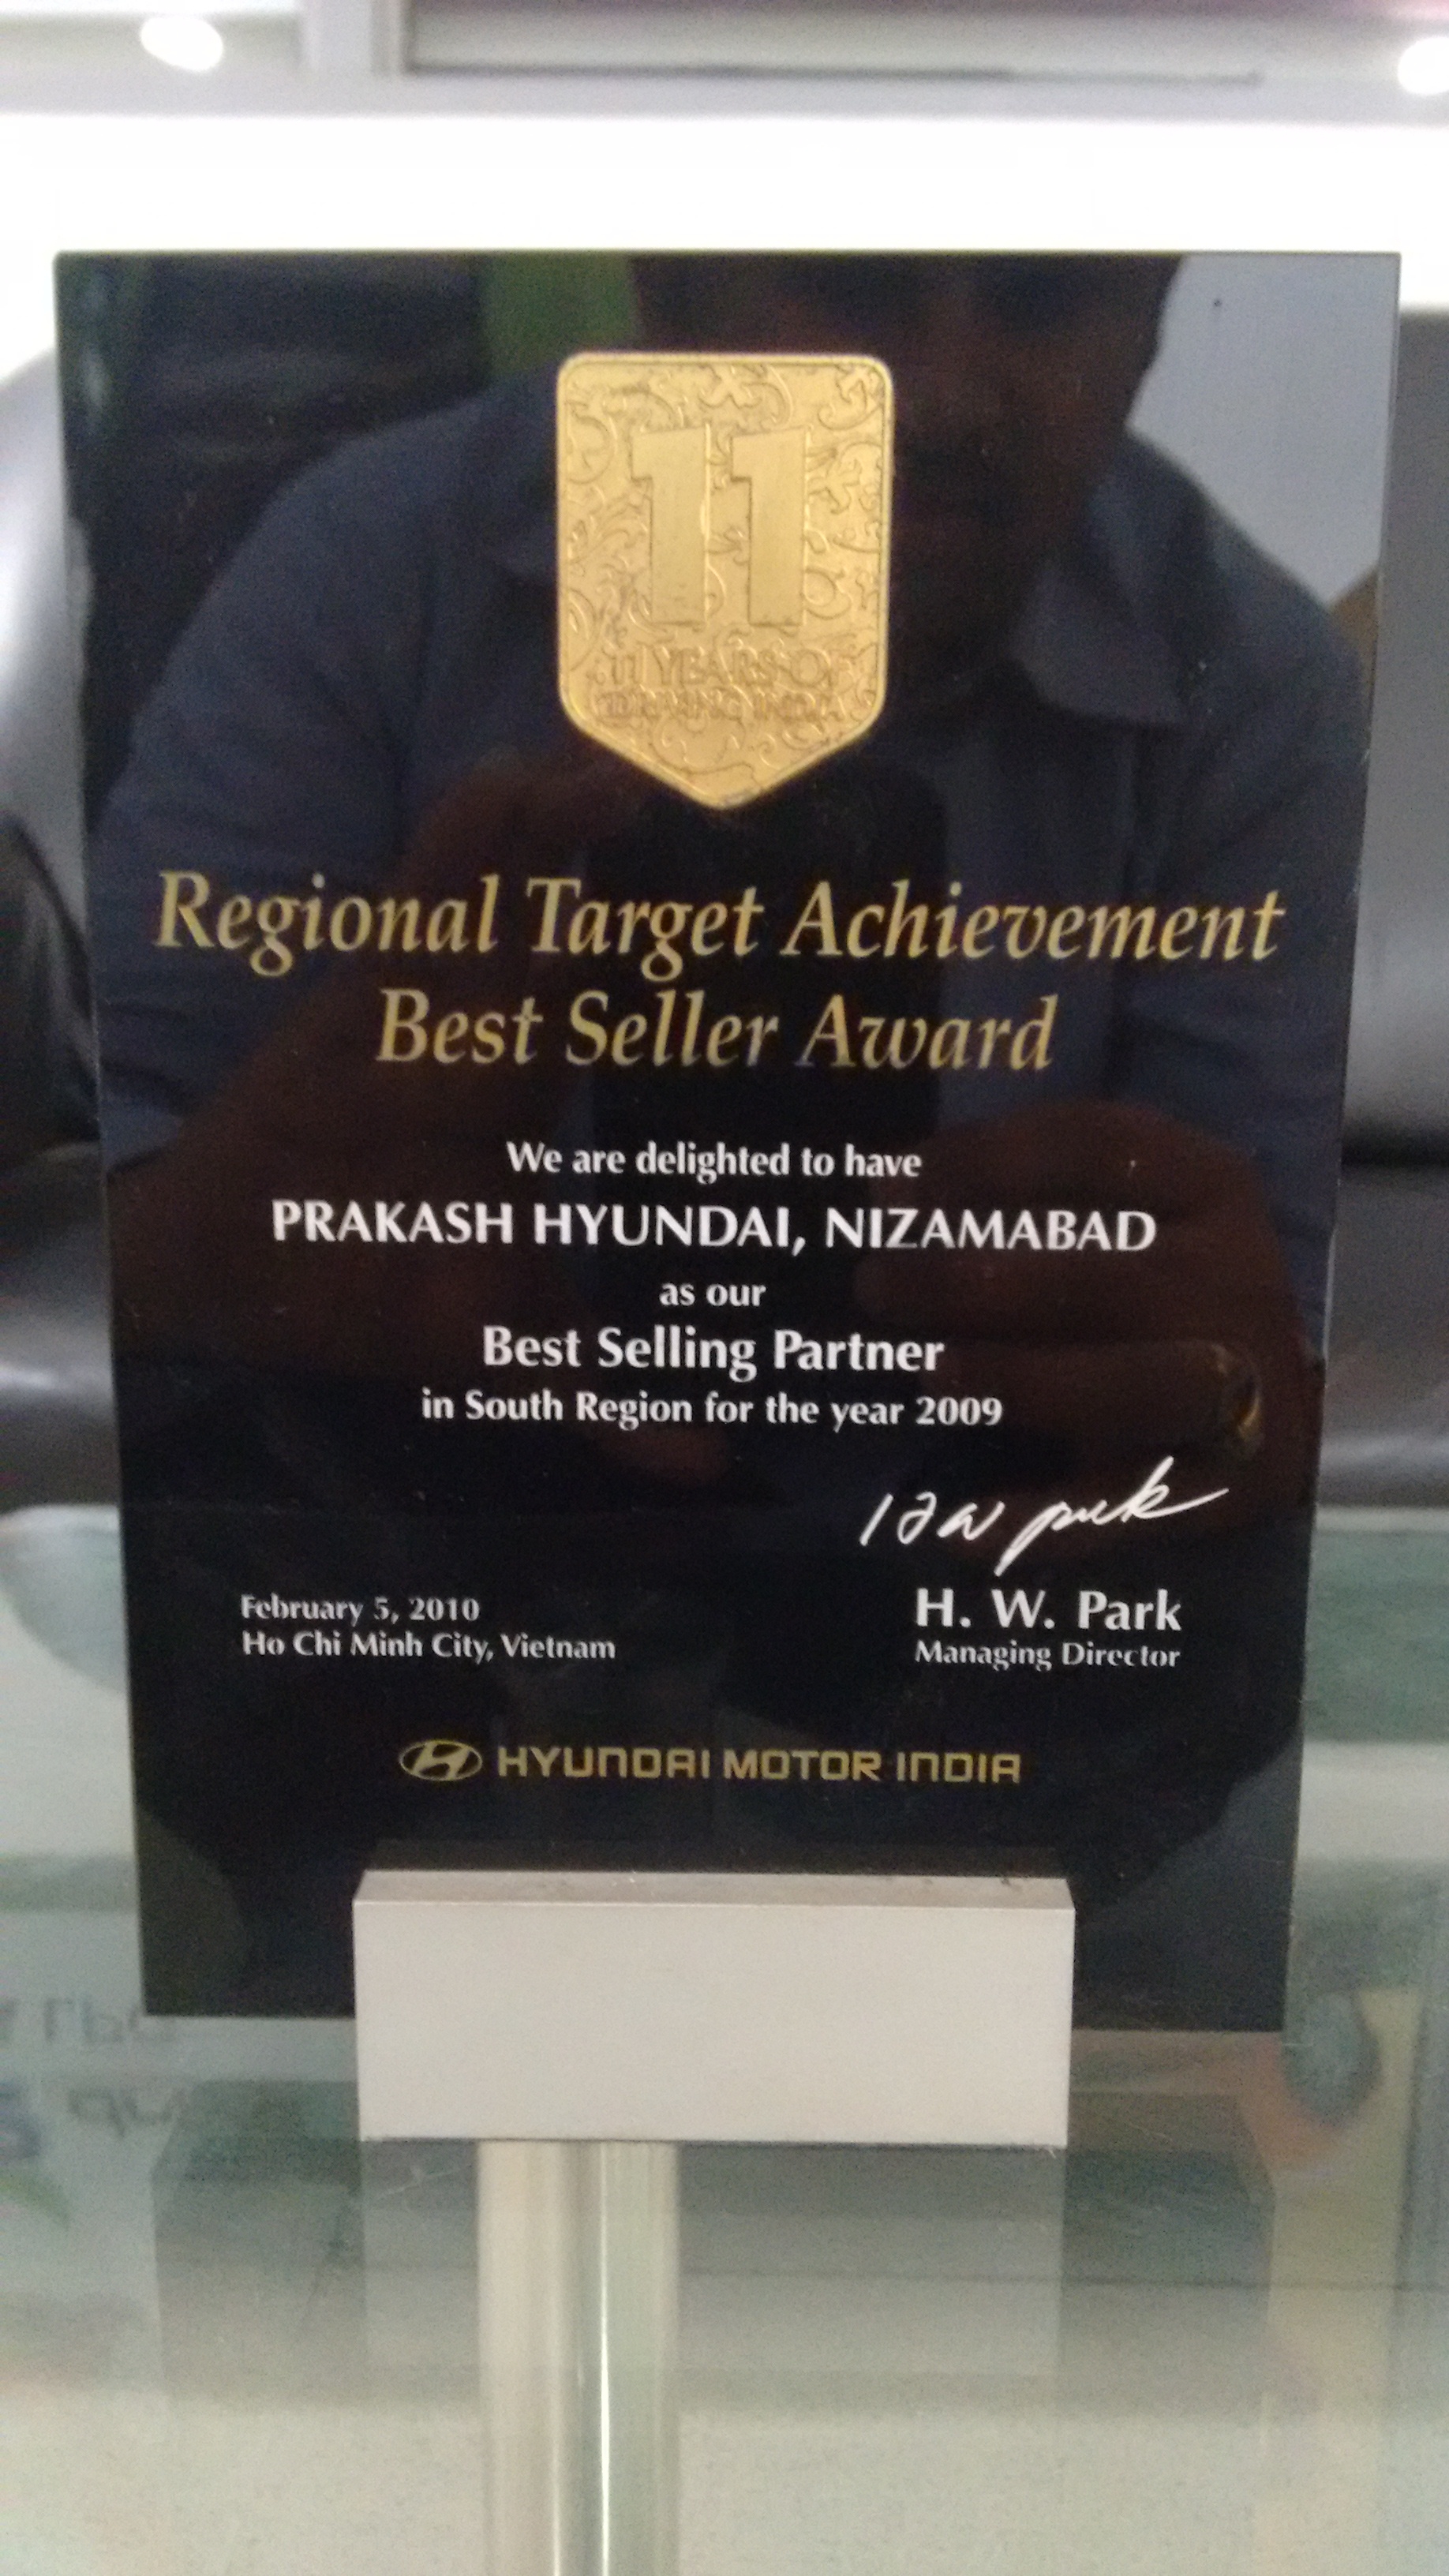 11
11 YEARS OF
DRIVING INDIA
Regional Target Achievement
Best Seller Award
We are delighted to have
PRAKASH HYUNDAI, NIZAMABAD
as our
Best Selling Partner
in South Region for the year 2009
February 5, 2010
Ho Chi Minh City, Vietnam
H. W. Park
Managing Director
HYUNDAI MOTOR INDIA